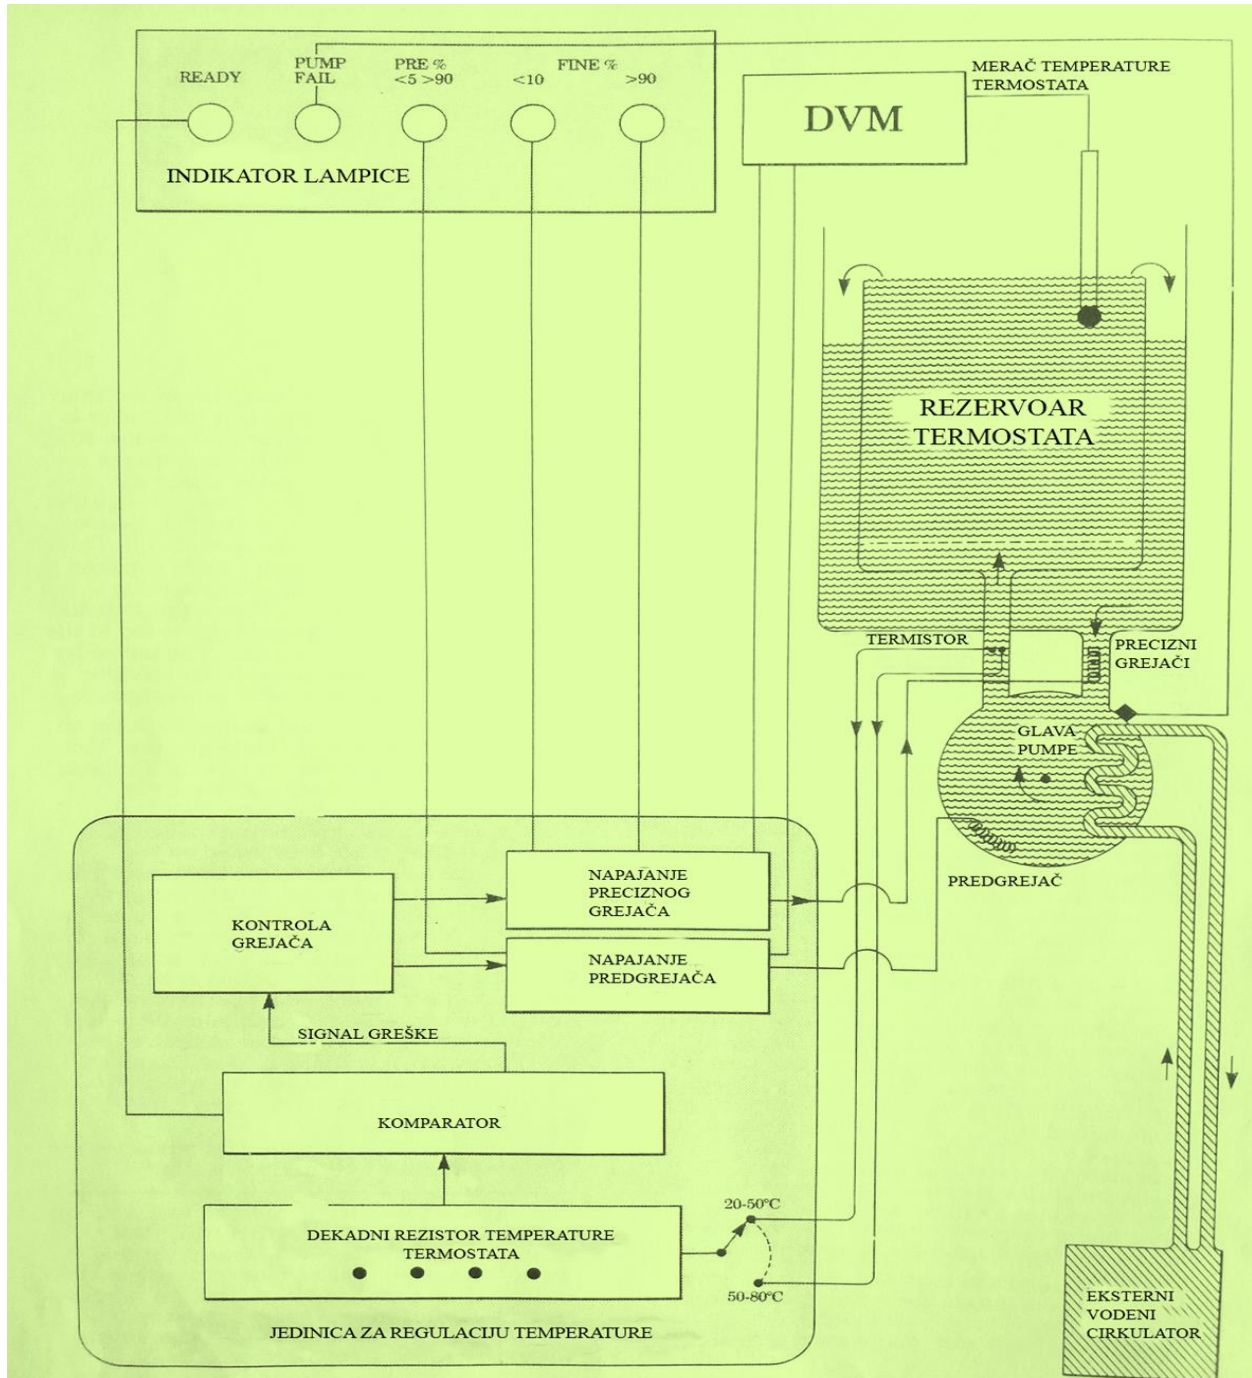 READY
PUMP
FAIL
PRE %
<5 >90
FINE %
<10
>90
INDIKATOR LAMPICE
DVM
MERAČ TEMPERATURE
TERMOSTATA
REZERVOAR
TERMOSTATA
TERMISTOR
PRECIZNI
GREJAČI
GLAVA
PUMPE
PREDGREJAČ
NAPAJANJE
PRECIZNOG
GREJAČA
KONTROLA
GREJAČA
NAPAJANJE
PREDGREJAČA
SIGNAL GREŠKE
KOMPARATOR
DEKADNI REZISTOR TEMPERATURE
TERMOSTATA
20-50°C
50-80°C
JEDINICA ZA REGULACIJU TEMPERATURE
EKSTERNI
VODENI
CIRKULATOR